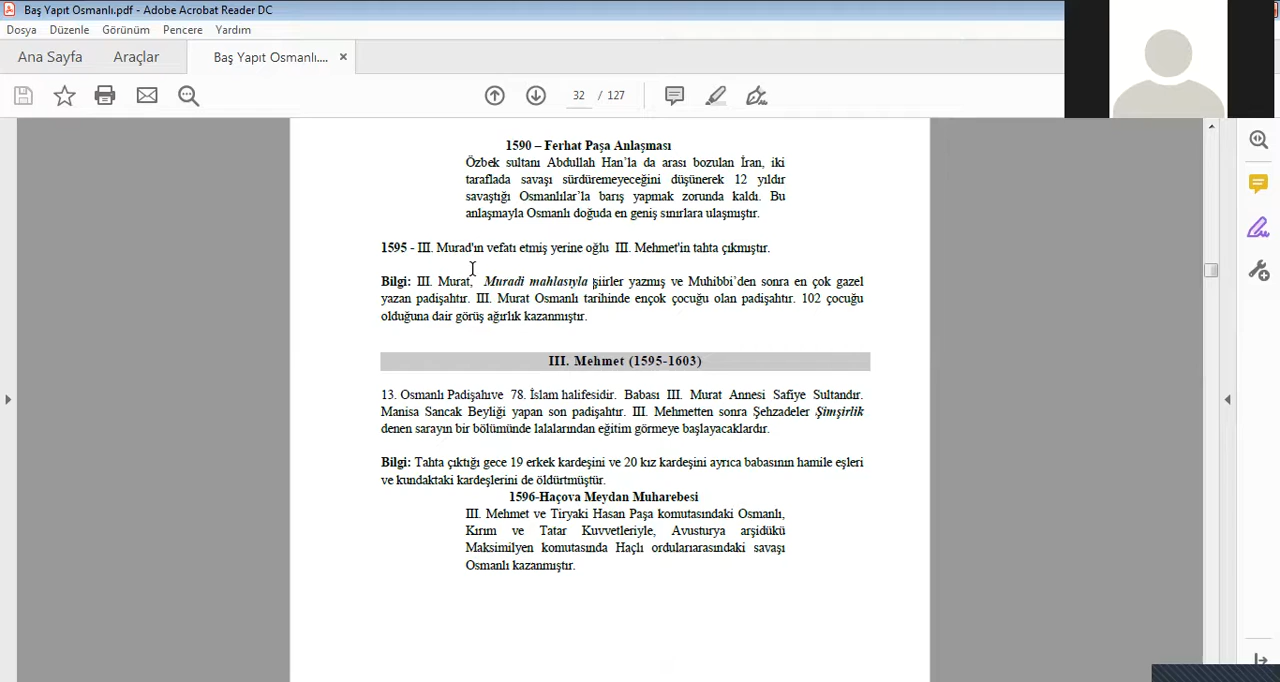 Baş Yapıt Osmanlı.pdf - Adobe Acrobat Reader DC
Dosya Düzenle Görünüm Pencere Yardım
Ana Sayfa Araçlar Baş Yapıt Osmanlı.... ×
32 / 127
1590 – Ferhat Paşa Anlaşması
Özbek sultanı Abdullah Han’la da arası bozulan İran, iki
taraflada savaşı sürdüremeyeceğini düşünerek 12 yıldır
savaştığı Osmanlılar’la barış yapmak zorunda kaldı. Bu
anlaşmayla Osmanlı doğuda en geniş sınırlara ulaşmıştır.
1595 - III. Murad'ın vefatı etmiş yerine oğlu III. Mehmet'in tahta çıkmıştır.
Bilgi: III. Murat, Muradi mahlasıyla şiirler yazmış ve Muhibbi’den sonra en çok gazel
yazan padişahtır. III. Murat Osmanlı tarihinde ençok çocuğu olan padişahtır. 102 çocuğu
olduğuna dair görüş ağırlık kazanmıştır.
III. Mehmet (1595-1603)
13. Osmanlı Padişahıve 78. İslam halifesidir. Babası III. Murat Annesi Safiye Sultandır.
Manisa Sancak Beyliği yapan son padişahtır. III. Mehmetten sonra Şehzadeler Şimşirlik
denen sarayın bir bölümünde lalalarından eğitim görmeye başlayacaklardır.
Bilgi: Tahta çıktığı gece 19 erkek kardeşini ve 20 kız kardeşini ayrıca babasının hamile eşleri
ve kundaktaki kardeşlerini de öldürtmüştür.
1596-Haçova Meydan Muharebesi
III. Mehmet ve Tiryaki Hasan Paşa komutasındaki Osmanlı,
Kırım ve Tatar Kuvvetleriyle, Avusturya arşidükü
Maksimilyen komutasında Haçlı ordularıarasındaki savaşı
Osmanlı kazanmıştır.